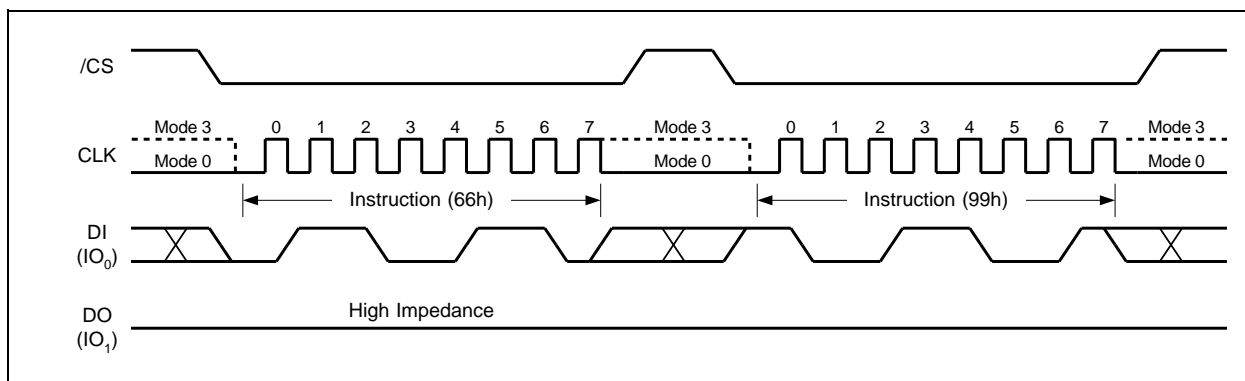 /CS
Mode 3 0 1 2 3 4 5 6 7 Mode 3 0 1 2 3 4 5 6 7 Mode 3
CLK Mode 0 Mode 0 Mode 0
Instruction (66h) Instruction (99h)
DI
(IO₀)
DO High Impedance
(IO₁)